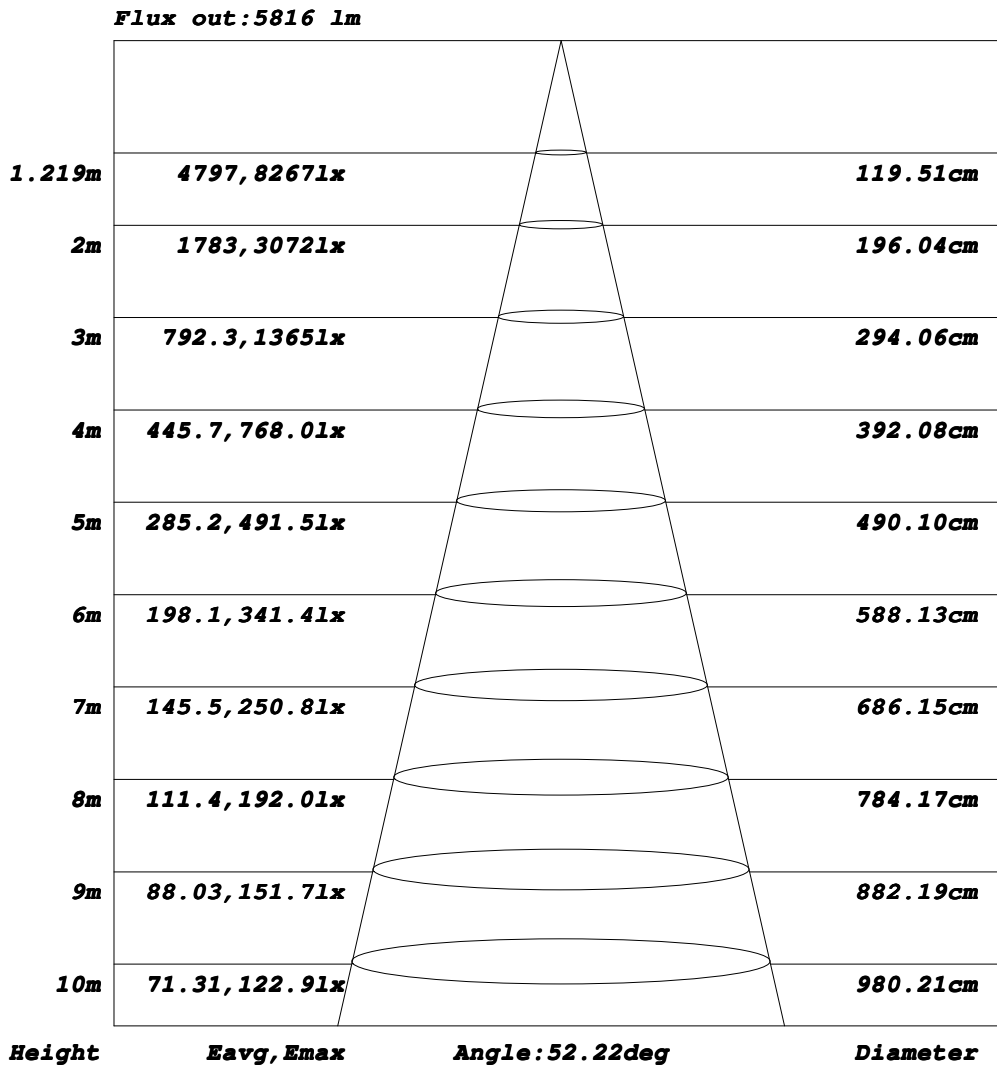 Flux out:5816 lm
1.219m 4797,8267lx 119.51cm
2m 1783,3072lx 196.04cm
3m 792.3,1365lx 294.06cm
4m 445.7,768.0lx 392.08cm
5m 285.2,491.5lx 490.10cm
6m 198.1,341.4lx 588.13cm
7m 145.5,250.8lx 686.15cm
8m 111.4,192.0lx 784.17cm
9m 88.03,151.7lx 882.19cm
10m 71.31,122.9lx 980.21cm
Height Eavg,Emax Angle:52.22deg Diameter